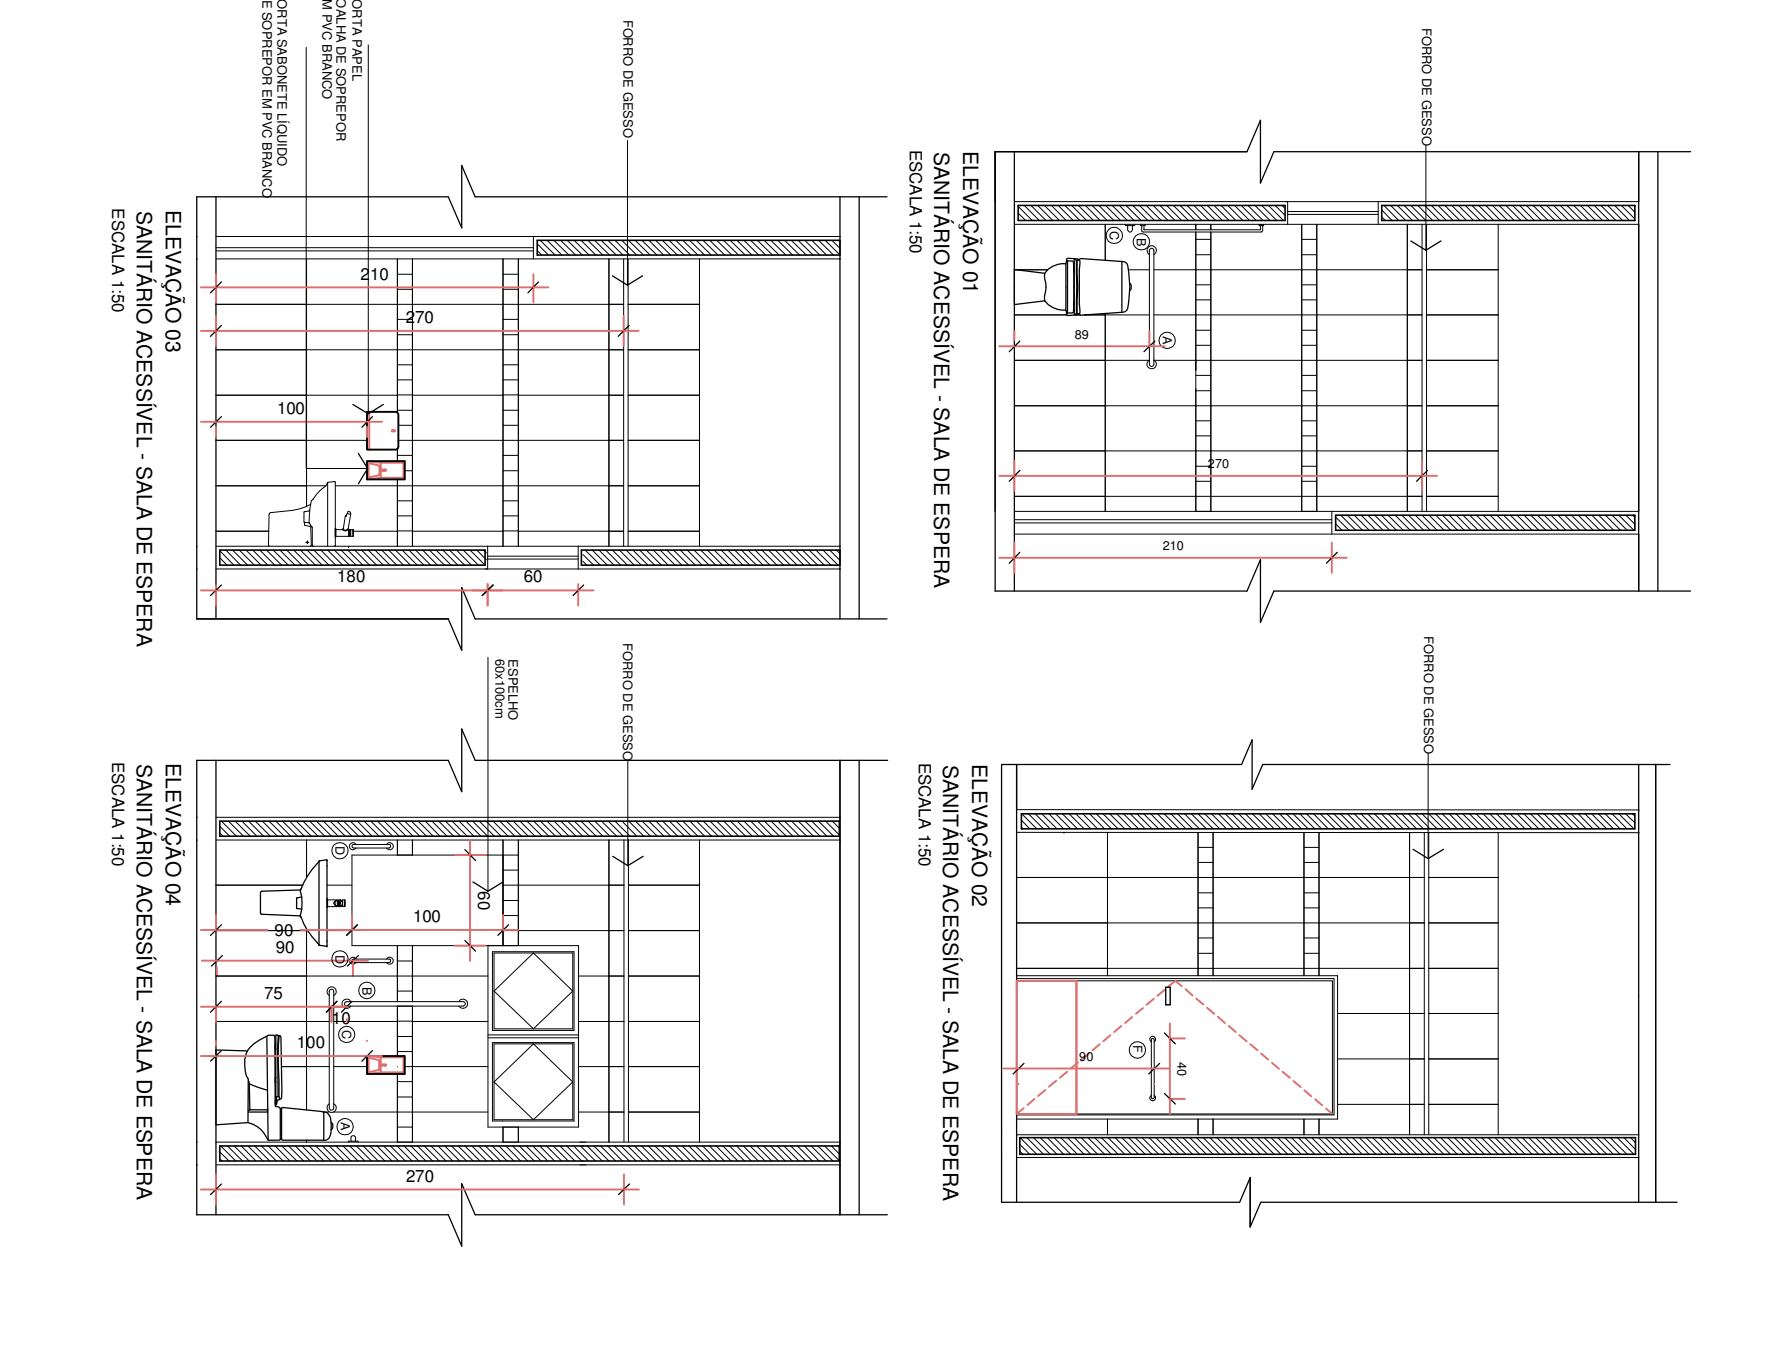 FORRO DE GESSO
C
B
A
89
270
210
ELEVAÇÃO 01
SANITÁRIO ACESSÍVEL - SALA DE ESPERA
ESCALA 1:50
FORRO DE GESSO
F
90
40
ELEVAÇÃO 02
SANITÁRIO ACESSÍVEL - SALA DE ESPERA
ESCALA 1:50
FORRO DE GESSO
ORTA PAPEL
OALHA DE SOPREPOR
M PVC BRANCO
ORTA SABONETE LÍQUIDO
E SOPREPOR EM PVC BRANCO
210
270
100
180
60
ELEVAÇÃO 03
SANITÁRIO ACESSÍVEL - SALA DE ESPERA
ESCALA 1:50
FORRO DE GESSO
ESPELHO
60x100cm
D
60
100
90
90
D
B
75
10
C
100
A
270
ELEVAÇÃO 04
SANITÁRIO ACESSÍVEL - SALA DE ESPERA
ESCALA 1:50